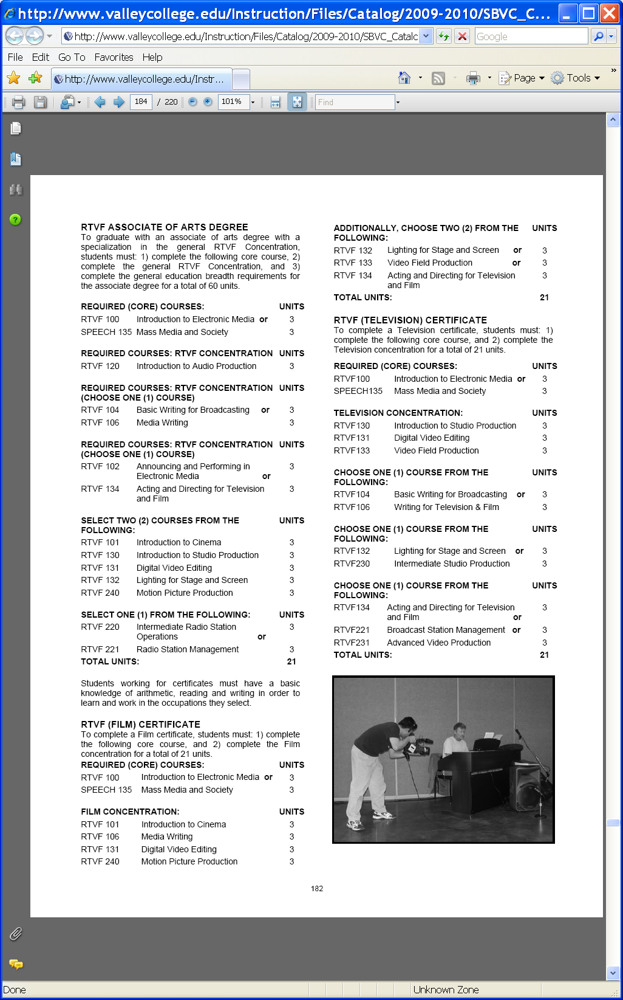 http://www.valleycollege.edu/Instruction/Files/Catalog/2009-2010/SBVC_C...
http://www.valleycollege.edu/Instruction/Files/Catalog/2009-2010/SBVC_Catalc
Google
File Edit Go To Favorites Help
http://www.valleycollege.edu/Instr...
Page Tools
184 / 220 101% Find
RTVF ASSOCIATE OF ARTS DEGREE
To graduate with an associate of arts degree with a
specialization in the general RTVF Concentration,
students must: 1) complete the following core course, 2)
complete the general RTVF Concentration, and 3)
complete the general education breadth requirements for
the associate degree for a total of 60 units.
REQUIRED (CORE) COURSES: UNITS
RTVF 100 Introduction to Electronic Media or 3
SPEECH 135 Mass Media and Society 3
REQUIRED COURSES: RTVF CONCENTRATION UNITS
RTVF 120 Introduction to Audio Production 3
REQUIRED COURSES: RTVF CONCENTRATION UNITS
(CHOOSE ONE (1) COURSE)
RTVF 104 Basic Writing for Broadcasting or 3
RTVF 106 Media Writing 3
REQUIRED COURSES: RTVF CONCENTRATION UNITS
(CHOOSE ONE (1) COURSE)
RTVF 102 Announcing and Performing in 3
Electronic Media or
RTVF 134 Acting and Directing for Television 3
and Film
SELECT TWO (2) COURSES FROM THE UNITS
FOLLOWING:
RTVF 101 Introduction to Cinema 3
RTVF 130 Introduction to Studio Production 3
RTVF 131 Digital Video Editing 3
RTVF 132 Lighting for Stage and Screen 3
RTVF 240 Motion Picture Production 3
SELECT ONE (1) FROM THE FOLLOWING: UNITS
RTVF 220 Intermediate Radio Station 3
Operations or
RTVF 221 Radio Station Management 3
TOTAL UNITS: 21
Students working for certificates must have a basic
knowledge of arithmetic, reading and writing in order to
learn and work in the occupations they select.
RTVF (FILM) CERTIFICATE
To complete a Film certificate, students must: 1) complete
the following core course, and 2) complete the Film
concentration for a total of 21 units.
REQUIRED (CORE) COURSES: UNITS
RTVF 100 Introduction to Electronic Media or 3
SPEECH 135 Mass Media and Society 3
FILM CONCENTRATION: UNITS
RTVF 101 Introduction to Cinema 3
RTVF 106 Media Writing 3
RTVF 131 Digital Video Editing 3
RTVF 240 Motion Picture Production 3
ADDITIONALLY, CHOOSE TWO (2) FROM THE UNITS
FOLLOWING:
RTVF 132 Lighting for Stage and Screen or 3
RTVF 133 Video Field Production or 3
RTVF 134 Acting and Directing for Television 3
and Film
TOTAL UNITS: 21
RTVF (TELEVISION) CERTIFICATE
To complete a Television certificate, students must: 1)
complete the following core course, and 2) complete the
Television concentration for a total of 21 units.
REQUIRED (CORE) COURSES: UNITS
RTVF100 Introduction to Electronic Media or 3
SPEECH135 Mass Media and Society 3
TELEVISION CONCENTRATION: UNITS
RTVF130 Introduction to Studio Production 3
RTVF131 Digital Video Editing 3
RTVF133 Video Field Production 3
CHOOSE ONE (1) COURSE FROM THE UNITS
FOLLOWING:
RTVF104 Basic Writing for Broadcasting or 3
RTVF106 Writing for Television & Film 3
CHOOSE ONE (1) COURSE FROM THE UNITS
FOLLOWING:
RTVF132 Lighting for Stage and Screen or 3
RTVF230 Intermediate Studio Production 3
CHOOSE ONE (1) COURSE FROM THE UNITS
FOLLOWING:
RTVF134 Acting and Directing for Television 3
and Film or
RTVF221 Broadcast Station Management or 3
RTVF231 Advanced Video Production 3
TOTAL UNITS: 21
182
Done Unknown Zone